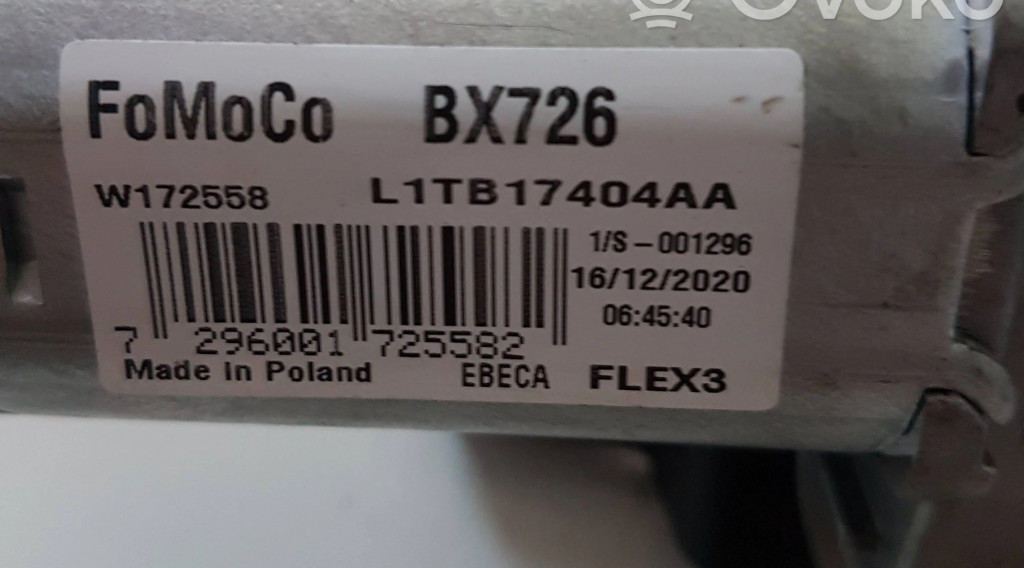 ovoko
FoMoCo BX726
W172558 L1TB17404AA
1/S-001296
16/12/2020
06:45:40
7 296001 725582
Made in Poland EBECA FLEX3